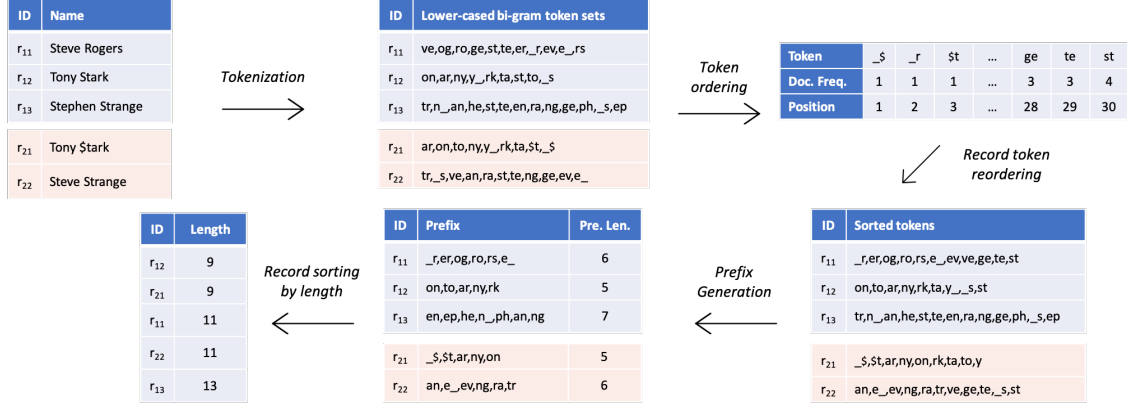 ID Name
r11 Steve Rogers
r12 Tony Stark
r13 Stephen Strange
r21 Tony $tark
r22 Steve Strange
Tokenization
ID Lower-cased bi-gram token sets
r11 ve,og,ro,ge,st,te,er,_r,ev,e_,rs
r12 on,ar,ny,y_,rk,ta,st,to,_s
r13 tr,n_,an,he,st,te,en,ra,ng,ge,ph,_s,ep
r21 ar,on,to,ny,y_,rk,ta,$t,_$
r22 tr,_s,ve,an,ra,st,te,ng,ge,ev,e_
Token
ordering
Token _$ _r $t ... ge te st
Doc. Freq. 1 1 1 ... 3 3 4
Position 1 2 3 ... 28 29 30
Record token
reordering
ID Sorted tokens
r11 _r,er,og,ro,rs,e_,ev,ve,ge,te,st
r12 on,to,ar,ny,rk,ta,y_,_s,st
r13 tr,n_,an,he,st,te,en,ra,ng,ge,ph,_s,ep
r21 _$,$t,ar,ny,on,rk,ta,to,y
r22 an,e_,ev,ng,ra,tr,ve,ge,te,_s,st
Prefix
Generation
ID Prefix Pre. Len.
r11 _r,er,og,ro,rs,e_ 6
r12 on,to,ar,ny,rk 5
r13 en,ep,he,n_,ph,an,ng 7
r21 _$,$t,ar,ny,on 5
r22 an,e_,ev,ng,ra,tr 6
Record sorting
by length
ID Length
r12 9
r21 9
r11 11
r22 11
r13 13